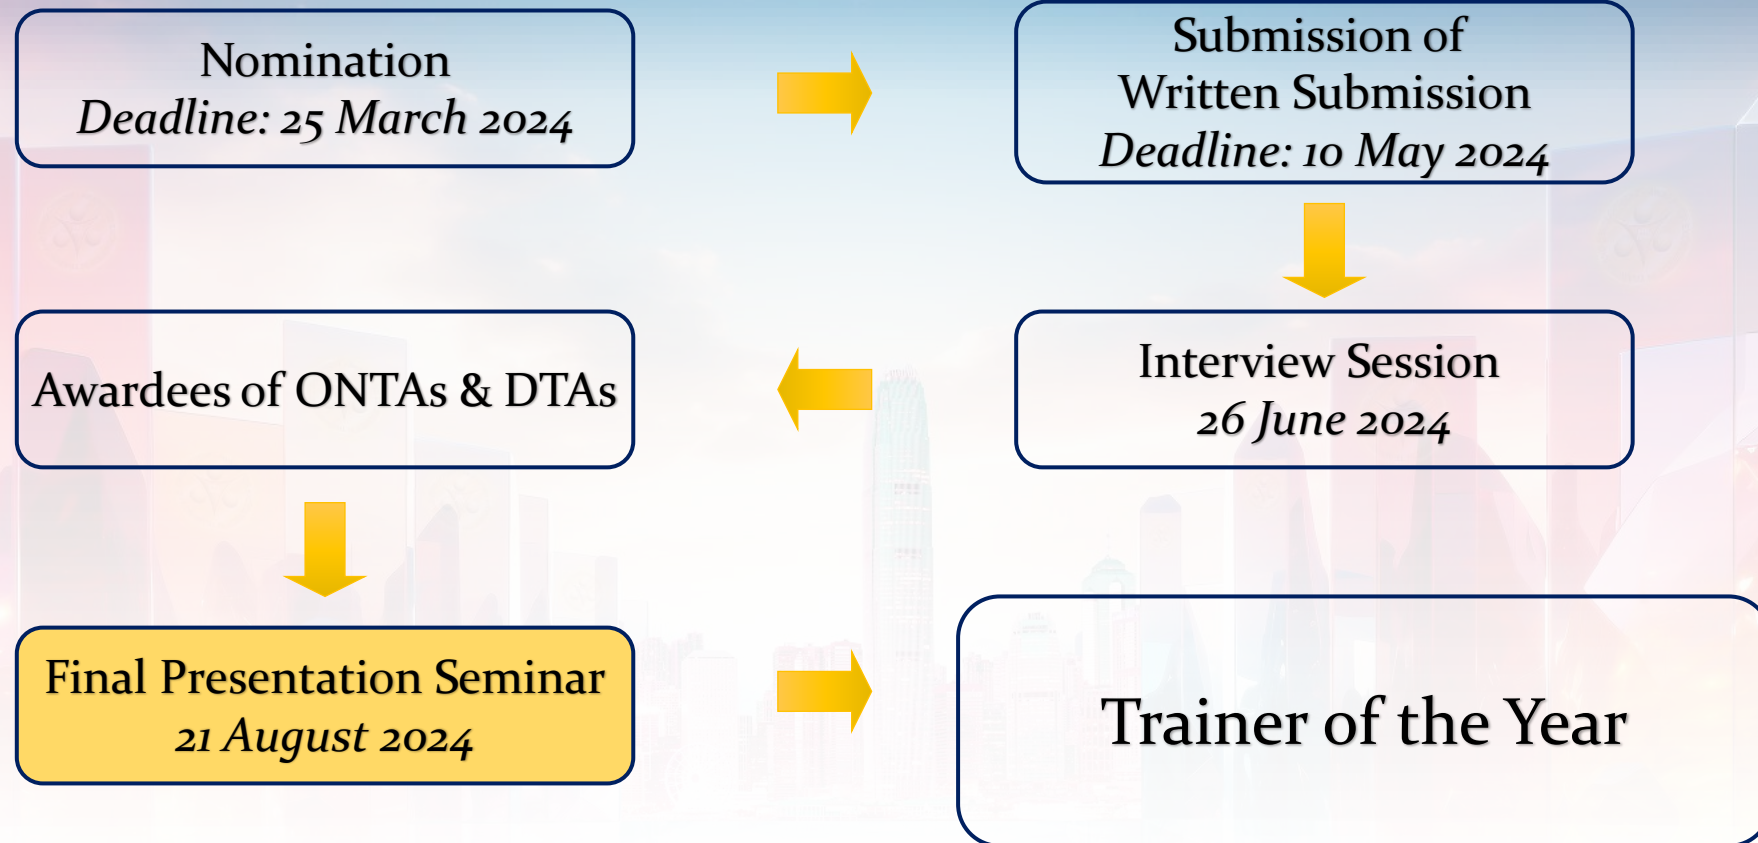 Nomination
Deadline: 25 March 2024
Submission of
Written Submission
Deadline: 10 May 2024
Interview Session
26 June 2024
Awardees of ONTAs & DTAs
Final Presentation Seminar
21 August 2024
Trainer of the Year